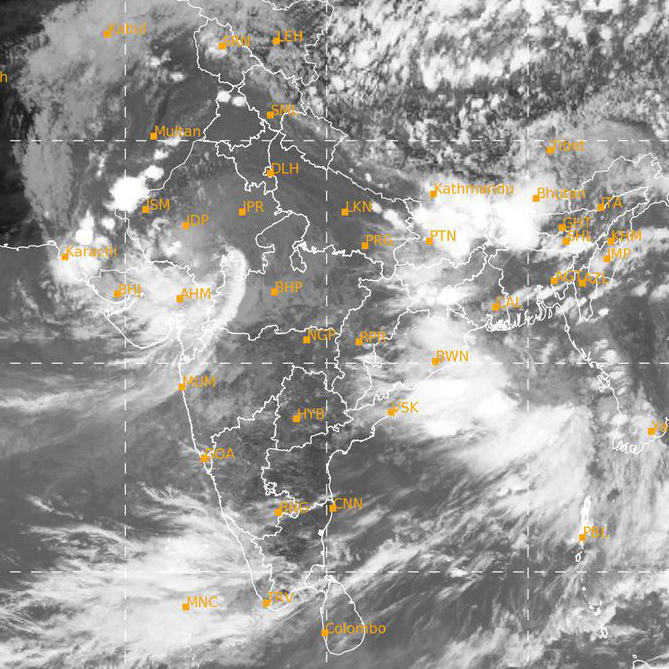 Kabul
LEH
SRN
h
SML
Multan
Tibet
DLH
Kathmandu
Bhutan
JSM
JPR
LKN
ITA
JDP
GHT
SHL
KHM
PTN
PRG
IMP
Karachi
BHJ
AHM
BHP
AGT
AZL
CAL
NGP
RPR
BWN
MUM
HYB
VSK
GOA
BNG
CNN
PBL
MNC
TRV
Colombo